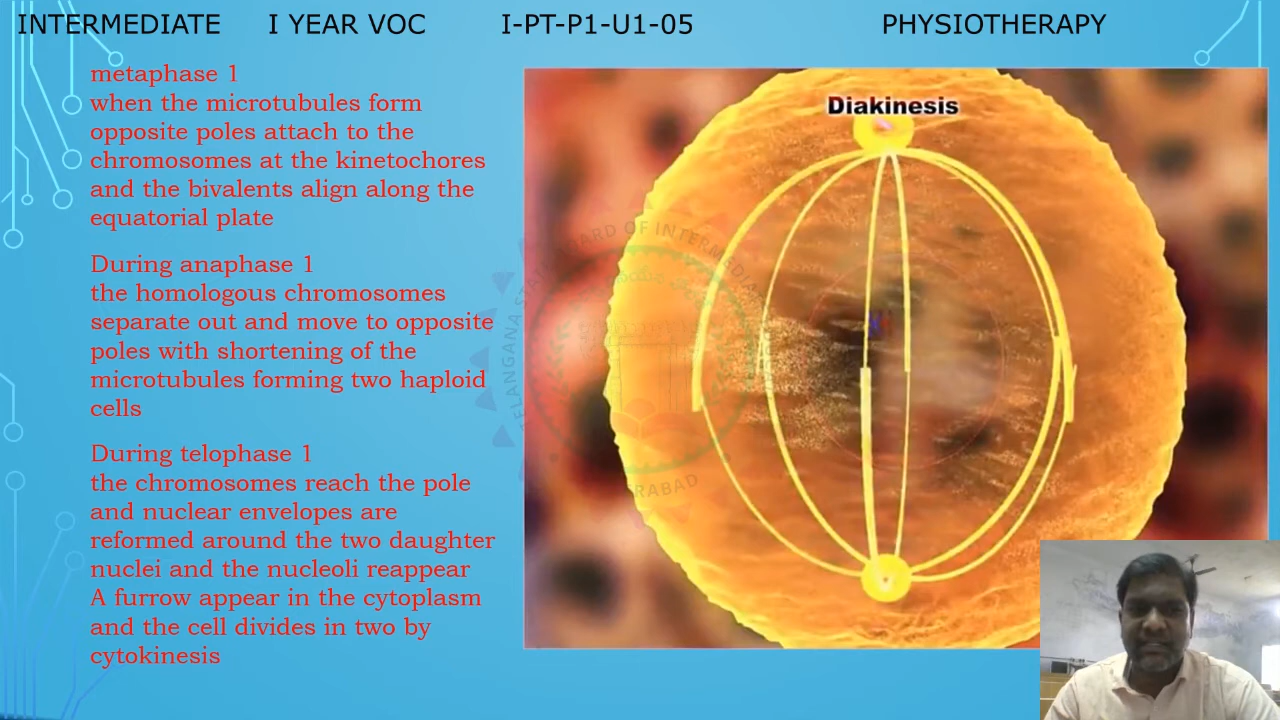 INTERMEDIATE I YEAR VOC I-PT-P1-U1-05 PHYSIOTHERAPY
metaphase 1
when the microtubules form
opposite poles attach to the
chromosomes at the kinetochores
and the bivalents align along the
equatorial plate
During anaphase 1
the homologous chromosomes
separate out and move to opposite
poles with shortening of the
microtubules forming two haploid
cells
During telophase 1
the chromosomes reach the pole
and nuclear envelopes are
reformed around the two daughter
nuclei and the nucleoli reappear
A furrow appear in the cytoplasm
and the cell divides in two by
cytokinesis
Diakinesis